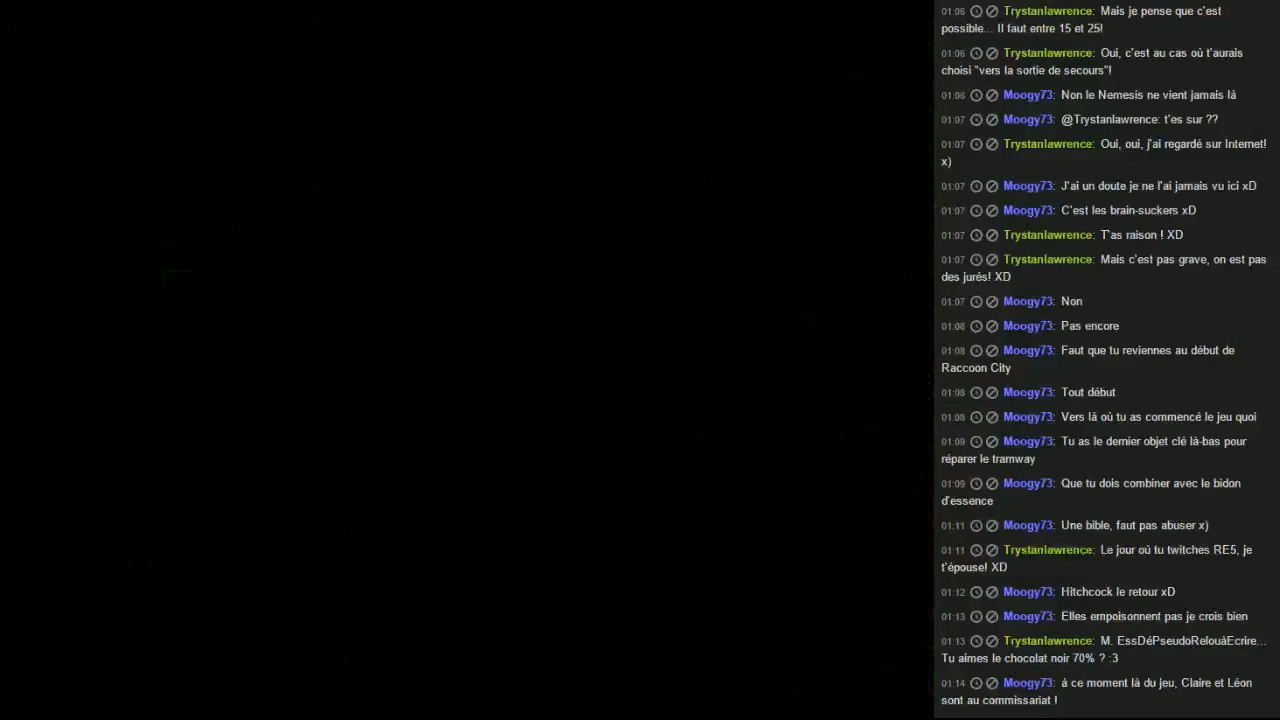 01:06 Trystanlawrence: Mais je pense que c'est
possible... Il faut entre 15 et 25!
01:06 Trystanlawrence: Oui, c'est au cas où t'aurais
choisi "vers la sortie de secours"!
01:06 Moogy73: Non le Nemesis ne vient jamais là
01:07 Moogy73: @Trystanlawrence: t'es sur ??
01:07 Trystanlawrence: Oui, oui, j'ai regardé sur Internet!
x)
01:07 Moogy73: J'ai un doute je ne l'ai jamais vu ici xD
01:07 Moogy73: C'est les brain-suckers xD
01:07 Trystanlawrence: T'as raison ! XD
01:07 Trystanlawrence: Mais c'est pas grave, on est pas
des jurés! XD
01:07 Moogy73: Non
01:08 Moogy73: Pas encore
01:08 Moogy73: Faut que tu reviennes au début de
Raccoon City
01:08 Moogy73: Tout début
01:08 Moogy73: Vers là où tu as commencé le jeu quoi
01:09 Moogy73: Tu as le dernier objet clé là-bas pour
réparer le tramway
01:09 Moogy73: Que tu dois combiner avec le bidon
d'essence
01:11 Moogy73: Une bible, faut pas abuser x)
01:11 Trystanlawrence: Le jour où tu twitches RE5, je
t'épouse! XD
01:12 Moogy73: Hitchcock le retour xD
01:13 Moogy73: Elles empoisonnent pas je crois bien
01:13 Trystanlawrence: M. EssDéPseudoRelouàEcrire...
Tu aimes le chocolat noir 70% ? :3
01:14 Moogy73: à ce moment là du jeu, Claire et Léon
sont au commissariat !